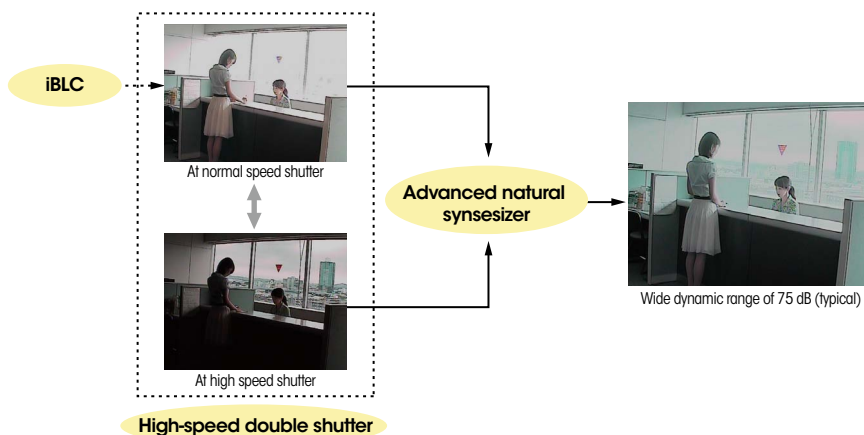 iBLC
At normal speed shutter
At high speed shutter
High-speed double shutter
Advanced natural
synsesizer
Wide dynamic range of 75 dB (typical)